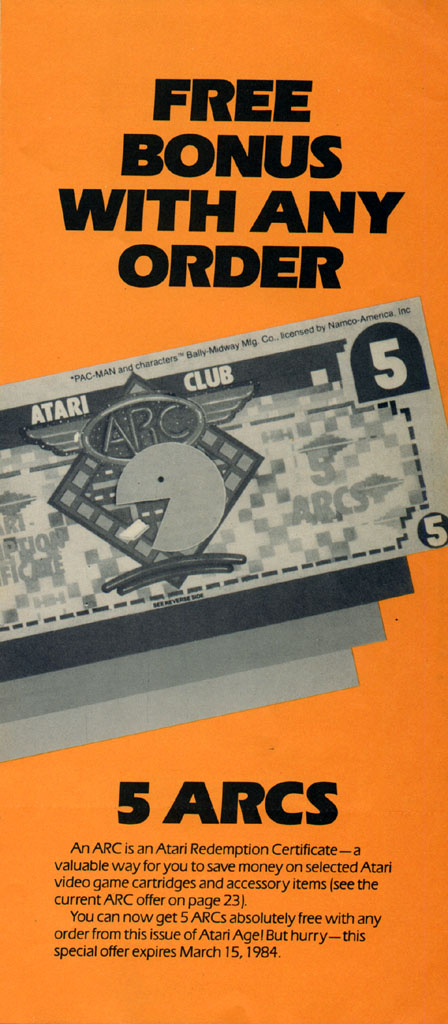 FREE
BONUS
WITH ANY
ORDER
*PAC-MAN and characters™ Bally-Midway Mfg. Co., licensed by Namco-America, Inc
5
ATARI
CLUB
ARC
5
ARCS
5
SEE REVERSE SIDE
5 ARCS
An ARC is an Atari Redemption Certificate—a
valuable way for you to save money on selected Atari
video game cartridges and accessory items (see the
current ARC offer on page 23).
You can now get 5 ARCs absolutely free with any
order from this issue of Atari Age! But hurry—this
special offer expires March 15, 1984.